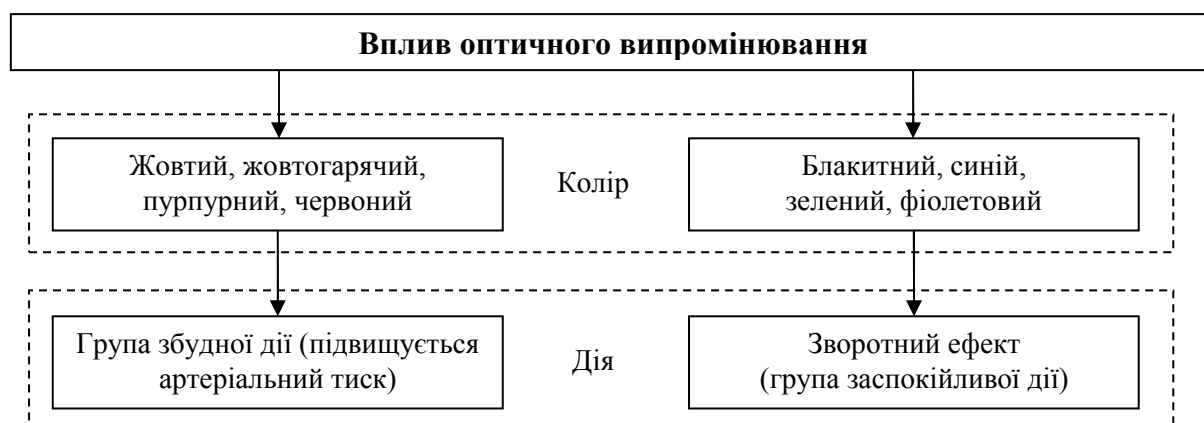 Вплив оптичного випромінювання
Жовтий, жовтогарячий,
пурпурний, червоний
Колір
Блакитний, синій,
зелений, фіолетовий
Група збудної дії (підвищується
артеріальний тиск)
Дія
Зворотний ефект
(група заспокійливої дії)